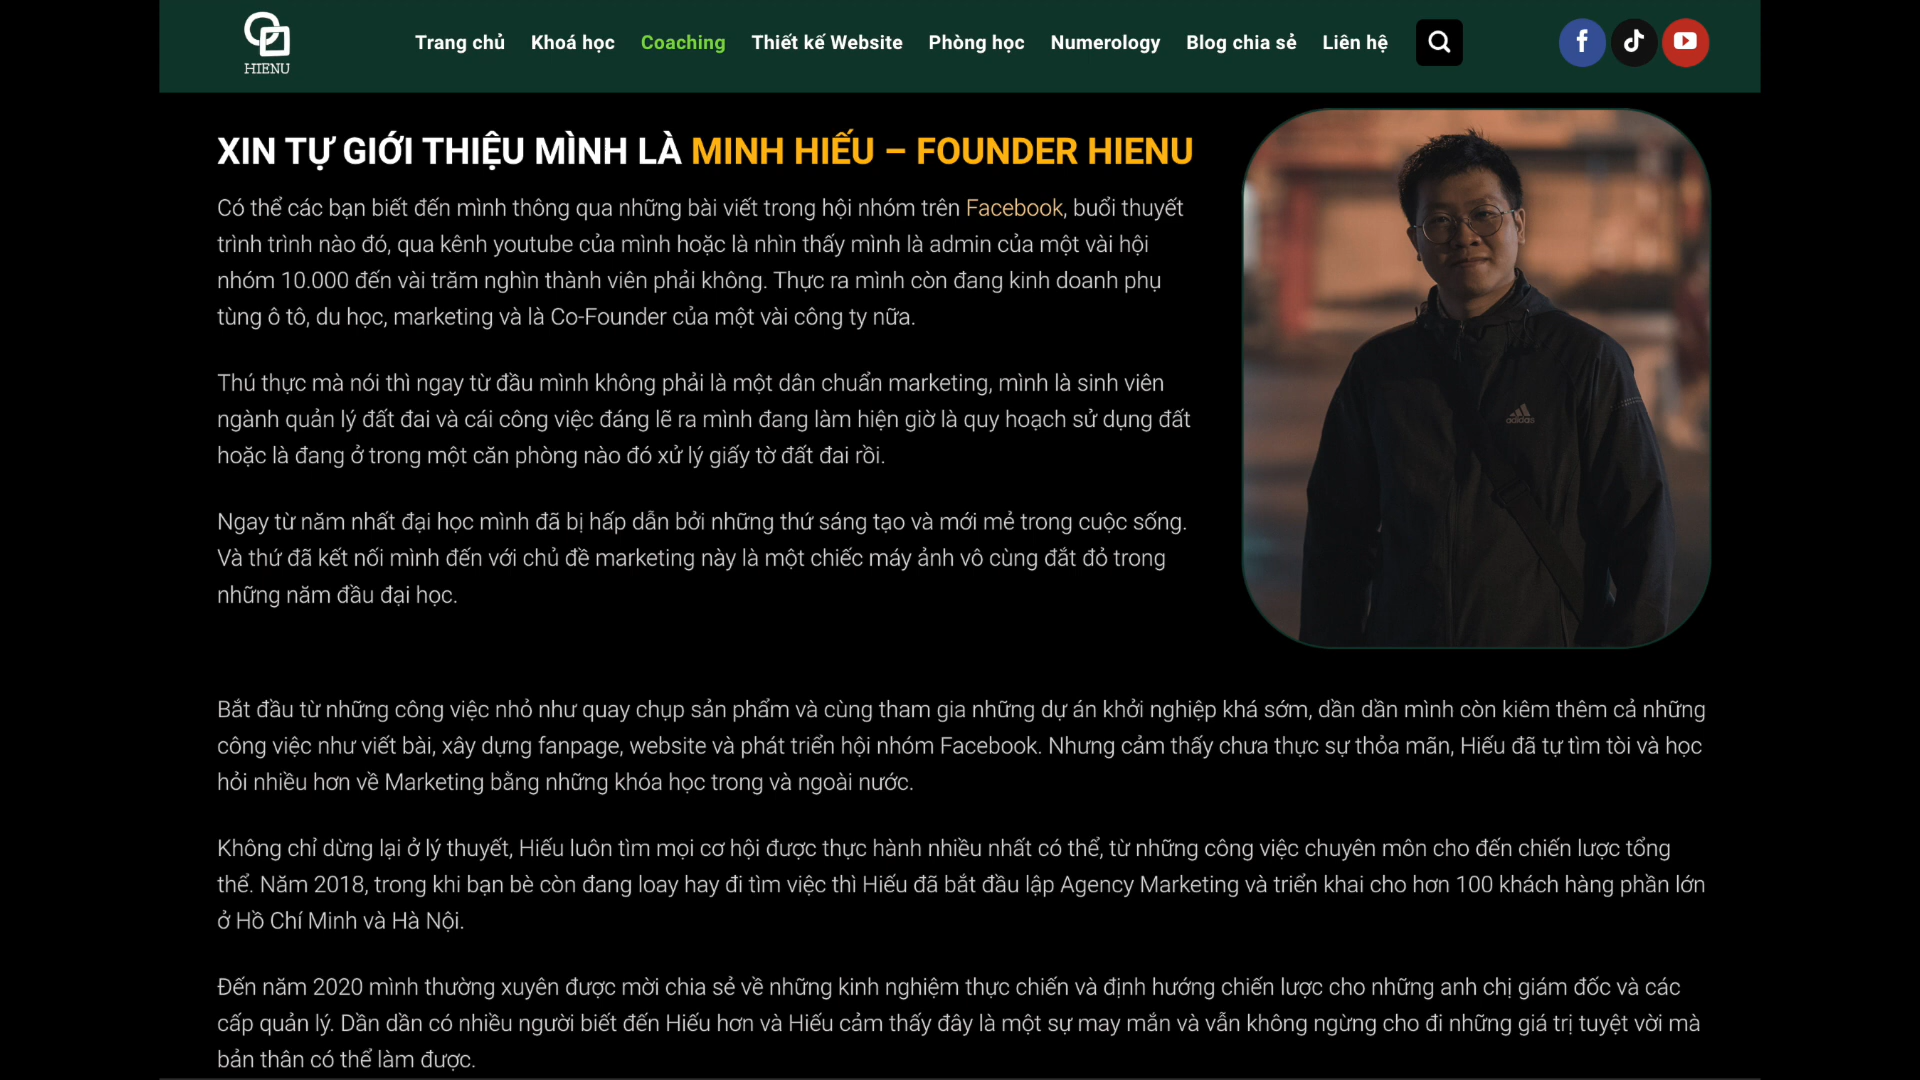 HIENU
Trang chủ
Khoá học
Coaching
Thiết kế Website
Phòng học
Numerology
Blog chia sẻ
Liên hệ
XIN TỰ GIỚI THIỆU MÌNH LÀ MINH HIẾU – FOUNDER HIENU
Có thể các bạn biết đến mình thông qua những bài viết trong hội nhóm trên Facebook, buổi thuyết
trình trình nào đó, qua kênh youtube của mình hoặc là nhìn thấy mình là admin của một vài hội
nhóm 10.000 đến vài trăm nghìn thành viên phải không. Thực ra mình còn đang kinh doanh phụ
tùng ô tô, du học, marketing và là Co-Founder của một vài công ty nữa.
Thú thực mà nói thì ngay từ đầu mình không phải là một dân chuẩn marketing, mình là sinh viên
ngành quản lý đất đai và cái công việc đáng lẽ ra mình đang làm hiện giờ là quy hoạch sử dụng đất
hoặc là đang ở trong một căn phòng nào đó xử lý giấy tờ đất đai rồi.
Ngay từ năm nhất đại học mình đã bị hấp dẫn bởi những thứ sáng tạo và mới mẻ trong cuộc sống.
Và thứ đã kết nối mình đến với chủ đề marketing này là một chiếc máy ảnh vô cùng đắt đỏ trong
những năm đầu đại học.
adidas
Bắt đầu từ những công việc nhỏ như quay chụp sản phẩm và cùng tham gia những dự án khởi nghiệp khá sớm, dần dần mình còn kiêm thêm cả những
công việc như viết bài, xây dựng fanpage, website và phát triển hội nhóm Facebook. Nhưng cảm thấy chưa thực sự thỏa mãn, Hiếu đã tự tìm tòi và học
hỏi nhiều hơn về Marketing bằng những khóa học trong và ngoài nước.
Không chỉ dừng lại ở lý thuyết, Hiếu luôn tìm mọi cơ hội được thực hành nhiều nhất có thể, từ những công việc chuyên môn cho đến chiến lược tổng
thể. Năm 2018, trong khi bạn bè còn đang loay hay đi tìm việc thì Hiếu đã bắt đầu lập Agency Marketing và triển khai cho hơn 100 khách hàng phần lớn
ở Hồ Chí Minh và Hà Nội.
Đến năm 2020 mình thường xuyên được mời chia sẻ về những kinh nghiệm thực chiến và định hướng chiến lược cho những anh chị giám đốc và các
cấp quản lý. Dần dần có nhiều người biết đến Hiếu hơn và Hiếu cảm thấy đây là một sự may mắn và vẫn không ngừng cho đi những giá trị tuyệt vời mà
bản thân có thể làm được.